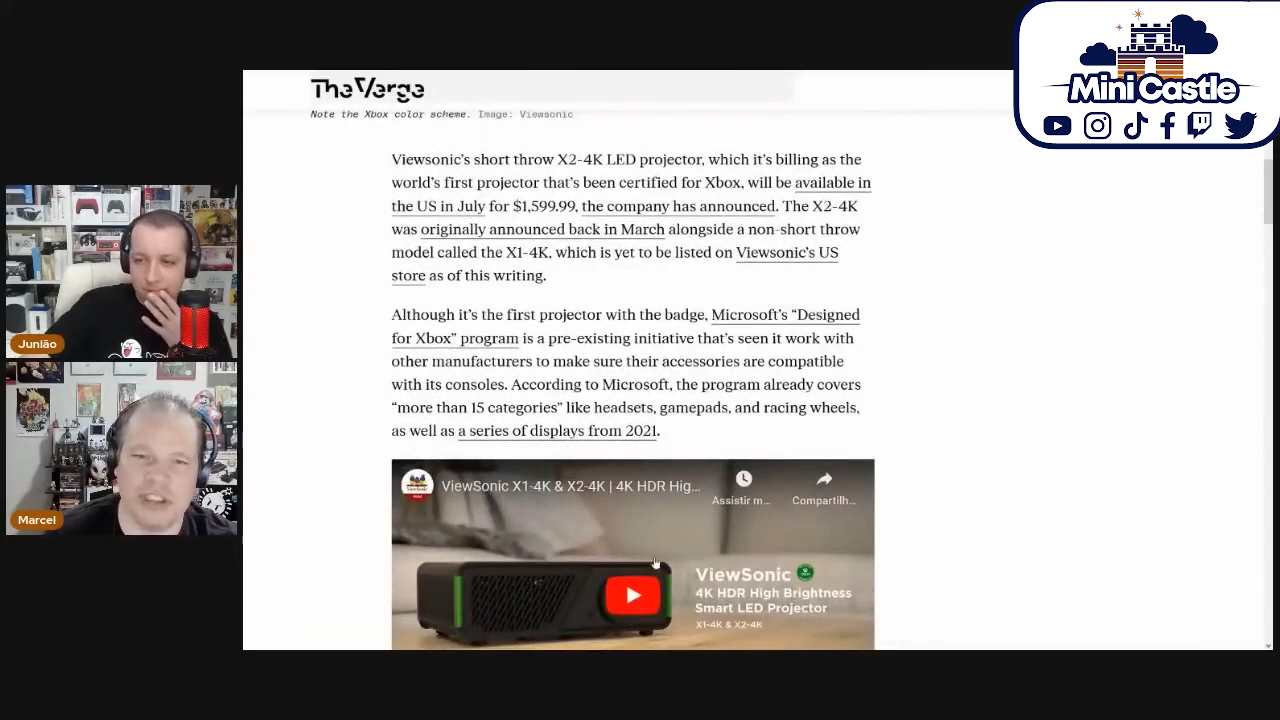 Mini Castle
TheVerge
Note the Xbox color scheme. Image: Viewsonic
Viewsonic's short throw X2-4K LED projector, which it's billing as the
world's first projector that's been certified for Xbox, will be available in
the US in July for $1,599.99, the company has announced. The X2-4K
was originally announced back in March alongside a non-short throw
model called the X1-4K, which is yet to be listed on Viewsonic's US
store as of this writing.
Although it's the first projector with the badge, Microsoft's “Designed
for Xbox” program is a pre-existing initiative that's seen it work with
other manufacturers to make sure their accessories are compatible
with its consoles. According to Microsoft, the program already covers
“more than 15 categories” like headsets, gamepads, and racing wheels,
as well as a series of displays from 2021.
ViewSonic X1-4K & X2-4K | 4K HDR Hig...
Assistir m...
Compartilh...
ViewSonic
4K HDR High Brightness
Smart LED Projector
X1-4K & X2-4K
Junião
Marcel